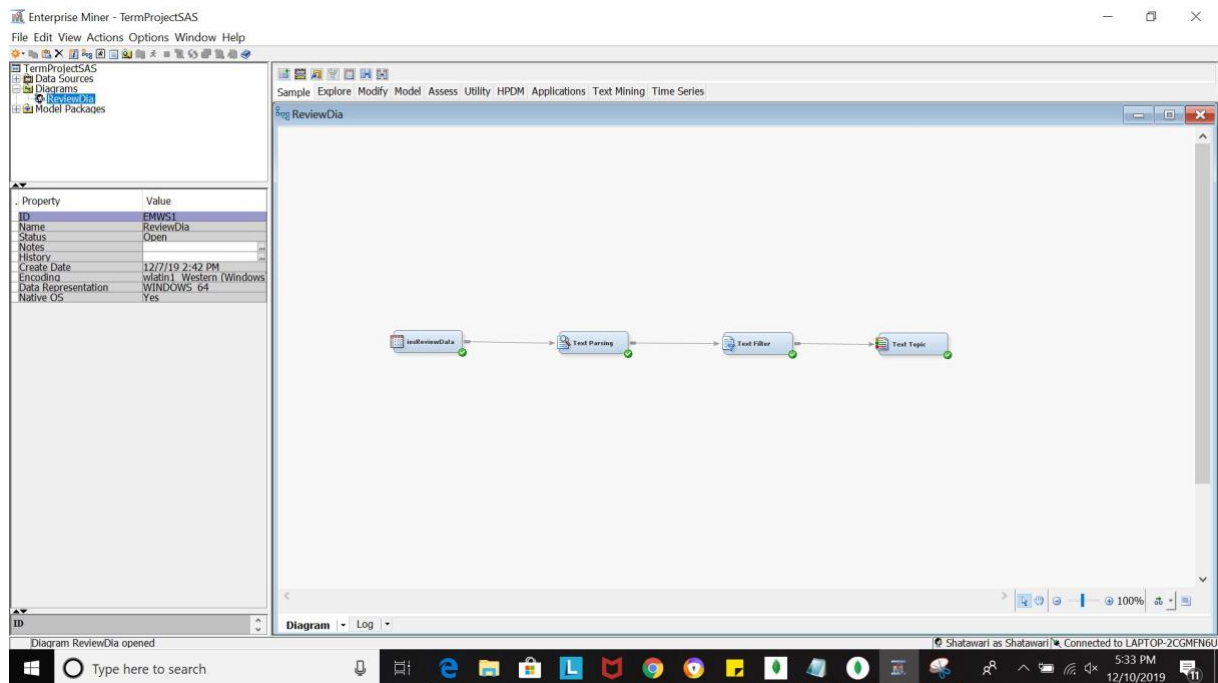 Enterprise Miner - TermProjectSAS
File Edit View Actions Options Window Help
TermProjectSAS
Data Sources
Diagrams
ReviewDia
Model Packages
Sample Explore Modify Model Assess Utility HPDM Applications Text Mining Time Series
ReviewDia
. Property Value
ID EMWS1
Name ReviewDia
Status Open
Notes
History
Create Date 12/7/19 2:42 PM
Encoding wlatin1 Western (Windows
Data Representation WINDOWS 64
Native OS Yes
Text Parsing
Text Filter
Text Topic
100%
ID
Diagram Log
Diagram ReviewDia opened
Shatawari as Shatawari Connected to LAPTOP-2CGMFN6U
Type here to search
5:33 PM
12/10/2019
11